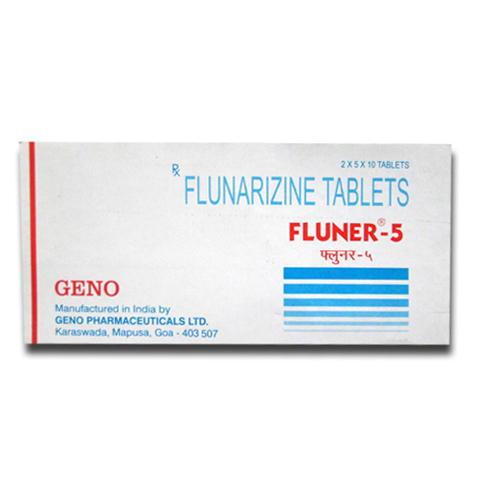 2 X 5 X 10 TABLETS
Rx FLUNARIZINE TABLETS
FLUNER®-5
फ्लुनर-५
GENO
Manufactured in India by
GENO PHARMACEUTICALS LTD.
Karaswada, Mapusa, Goa - 403 507